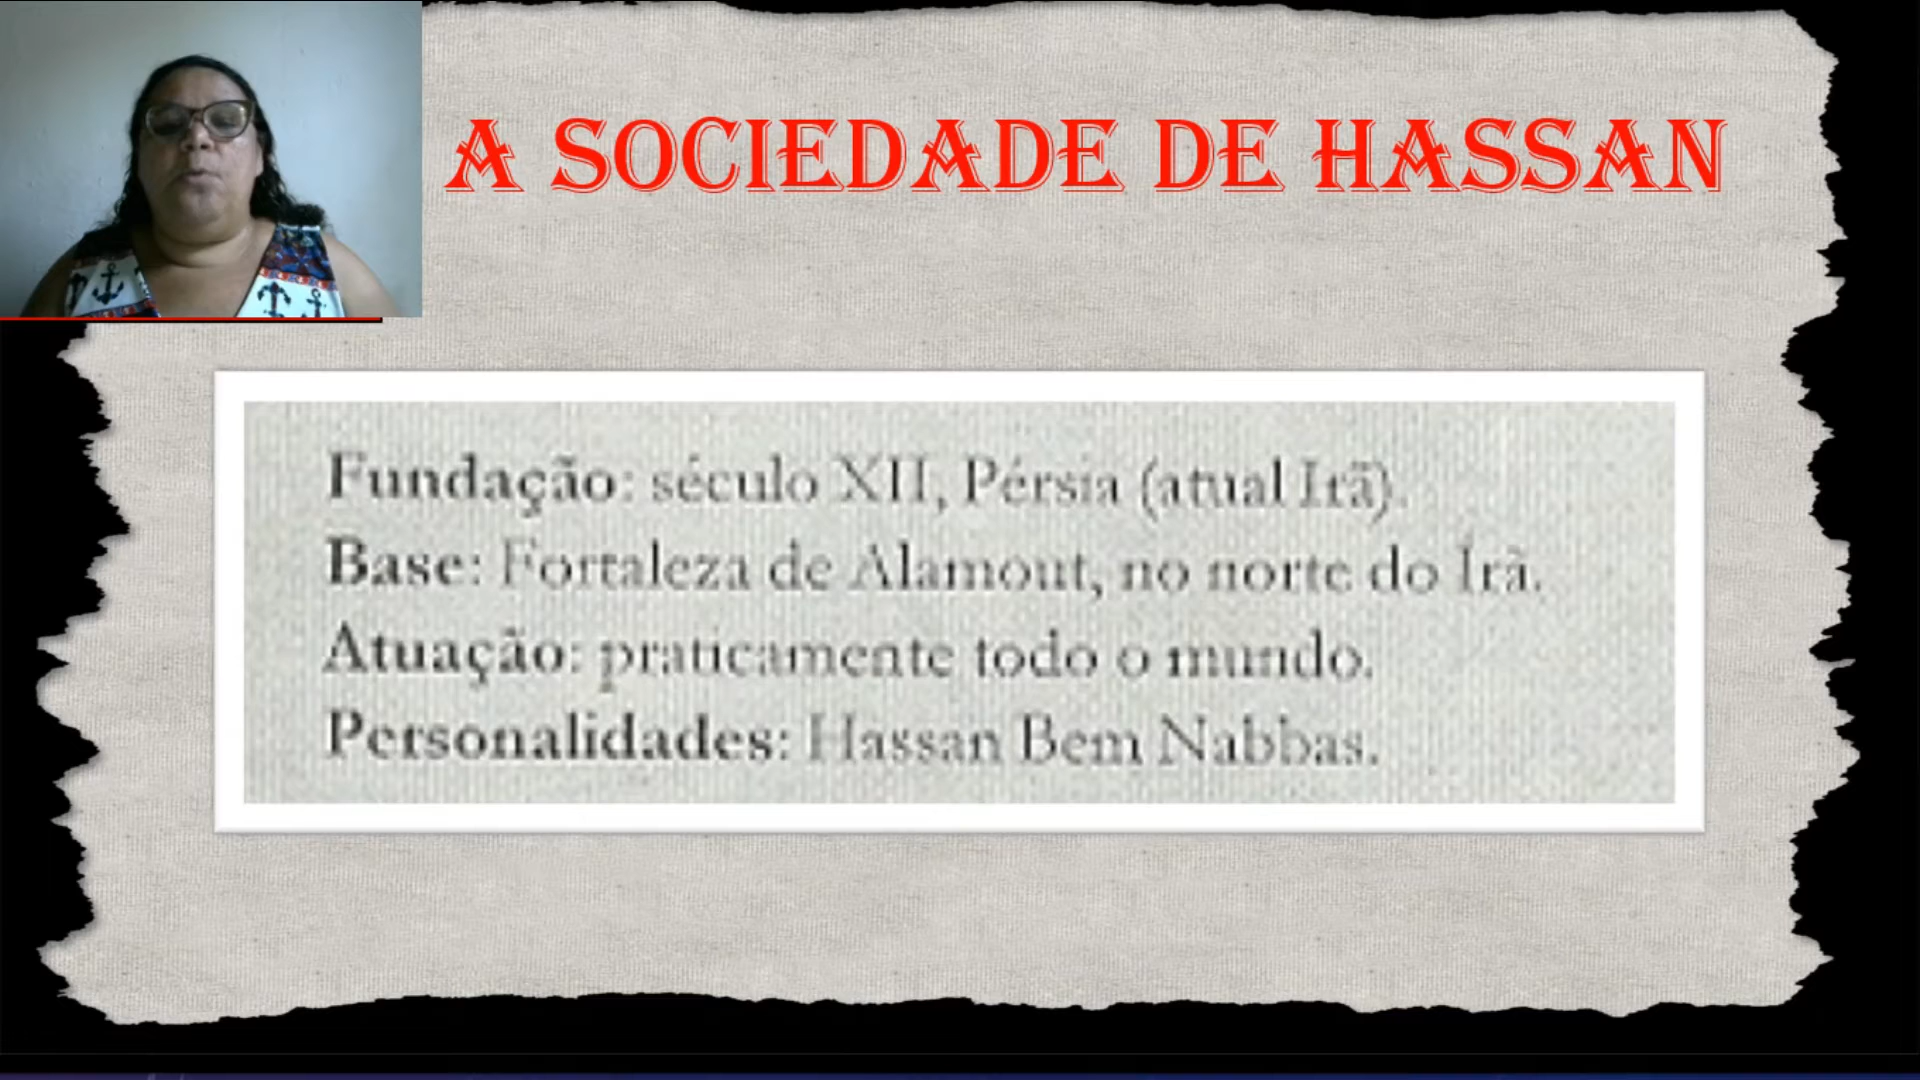 A SOCIEDADE DE HASSAN
Fundação: século XII, Pérsia (atual Irã).
Base: Fortaleza de Alamout, no norte do Irã.
Atuação: praticamente todo o mundo.
Personalidades: Hassan Bem Nabbas.